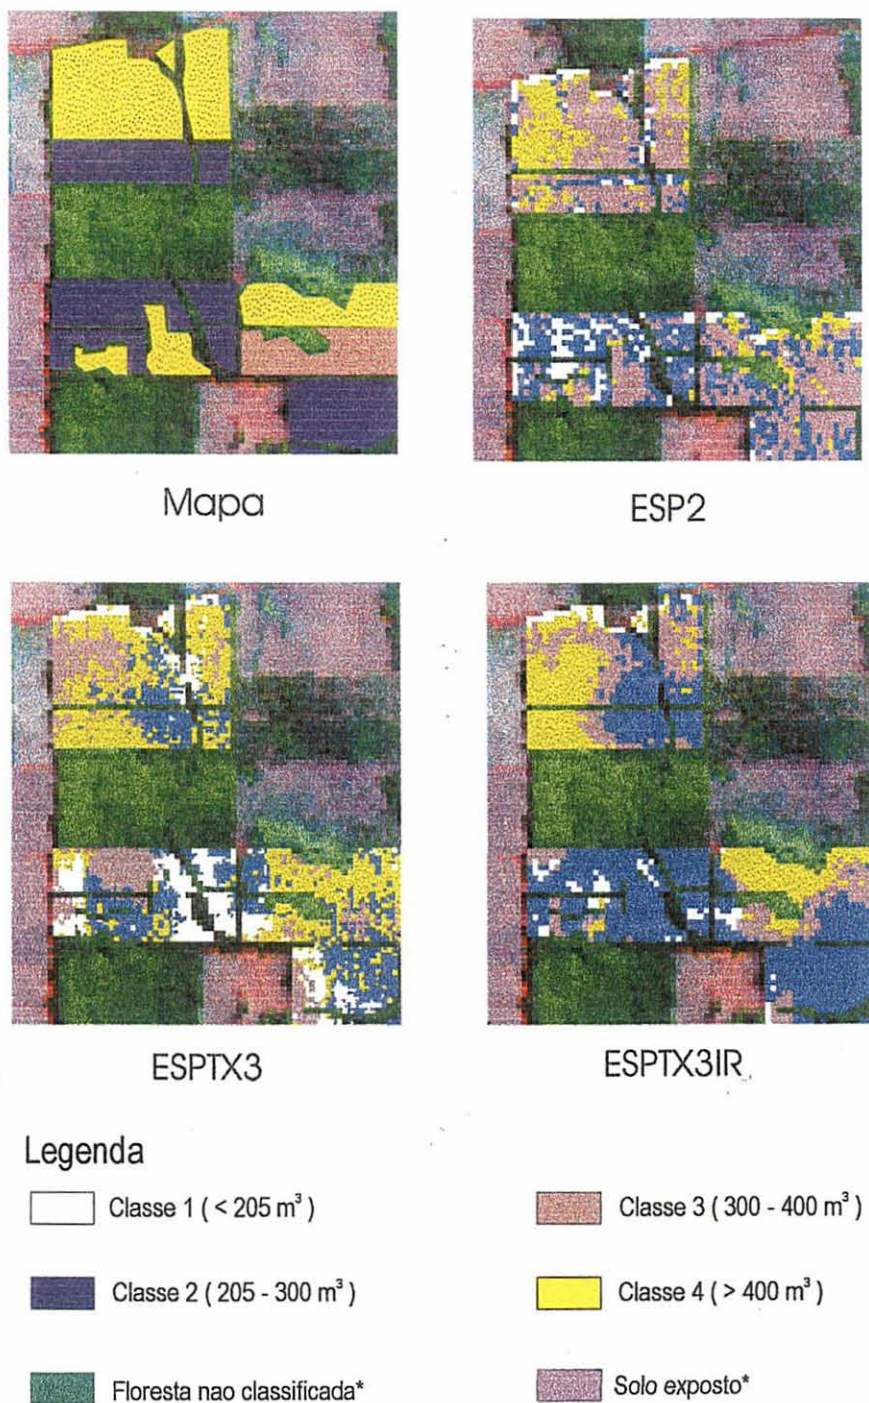 Mapa
ESP2
ESPTX3
ESPTX3IR
Legenda
Classe 1 ( < 205 m³ )
Classe 3 ( 300 - 400 m³ )
Classe 2 ( 205 - 300 m³ )
Classe 4 ( > 400 m³ )
Floresta nao classificada*
Solo exposto*